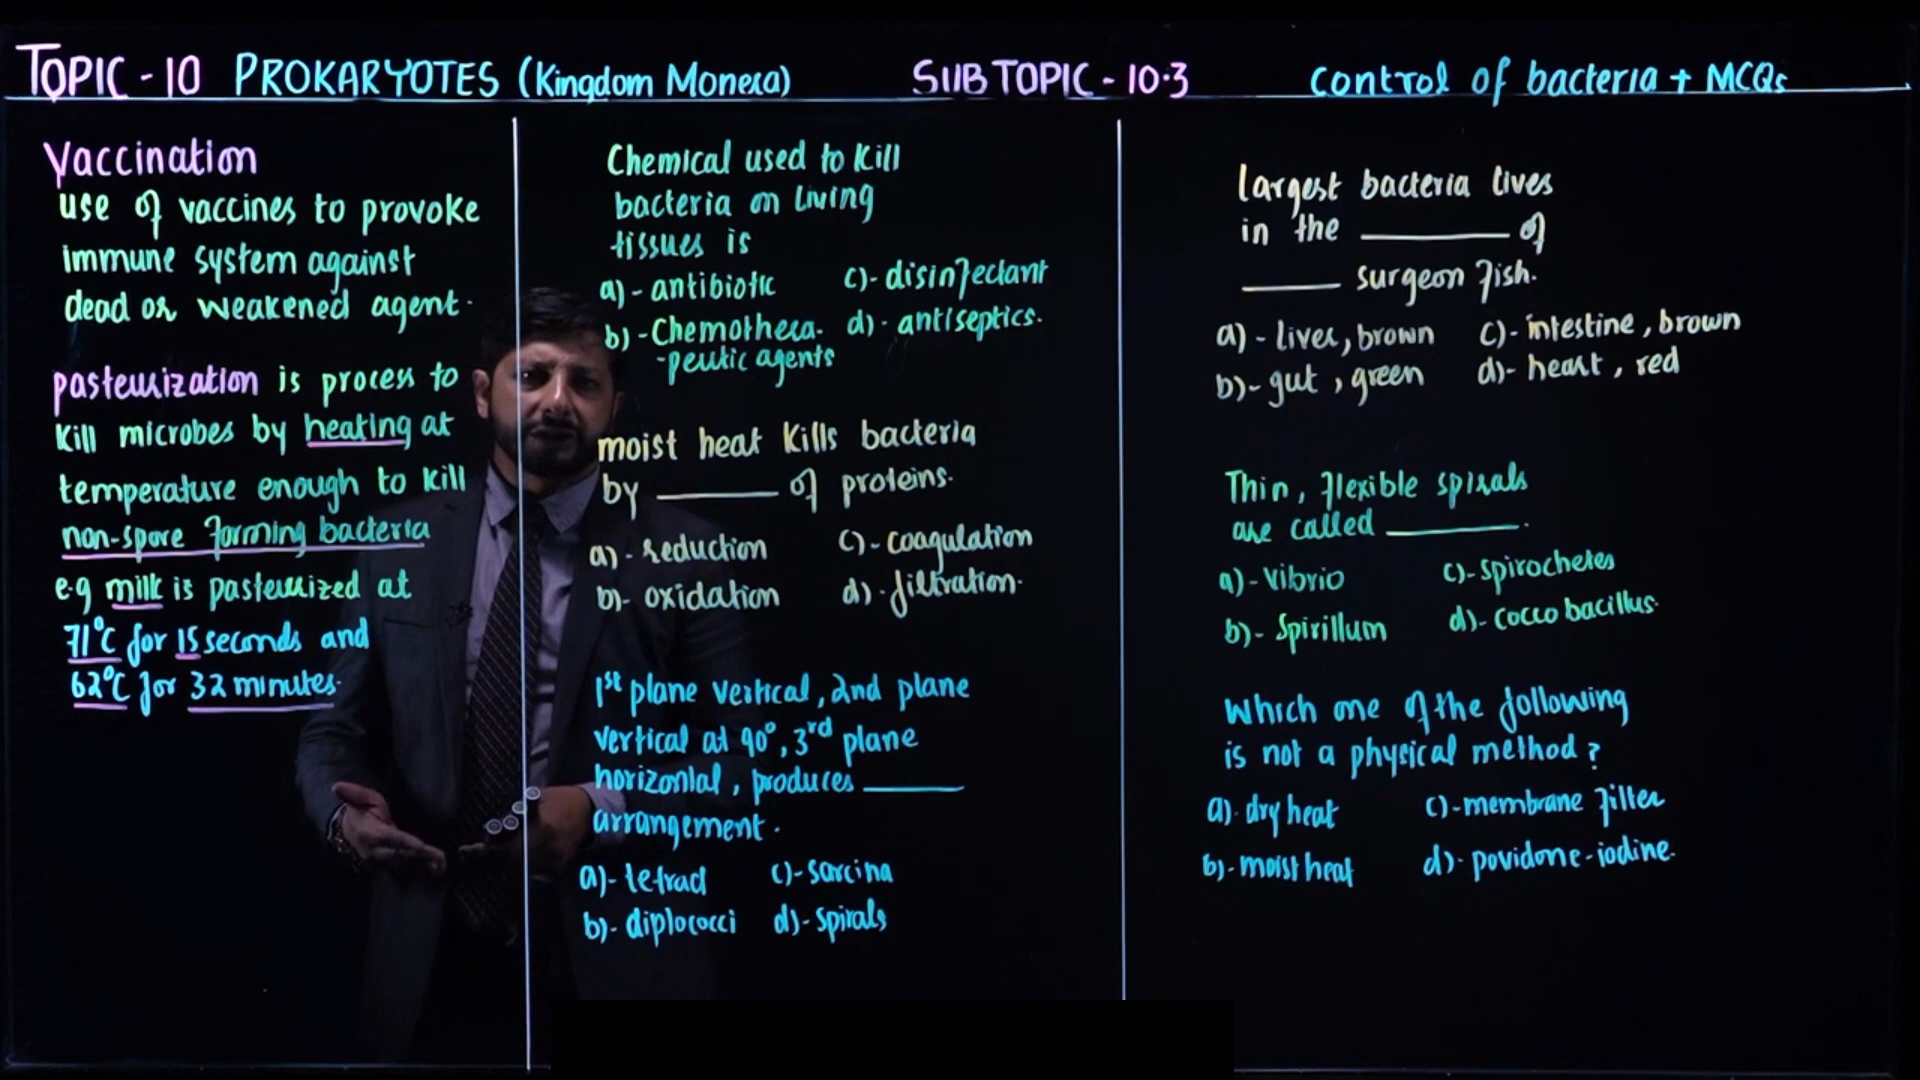 TOPIC - 10 PROKARYOTES (Kingdom Monera) SUBTOPIC - 10.3 control of bacteria + MCQs
Vaccination
use of vaccines to provoke
immune system against
dead or weakened agent.
pasteurization is process to
kill microbes by heating at
temperature enough to kill
non-spore forming bacteria
e.g milk is pasteurized at
71°C for 15 seconds and
62°C for 32 minutes.
Chemical used to kill
bacteria on living
tissues is
a)- antibiotic c)- disinfectant
b)- Chemothera- d)- antiseptics.
-peutic agents
moist heat kills bacteria
by ______ of proteins.
a)- reduction c)- coagulation
b)- oxidation d)- filtration.
1st plane vertical, 2nd plane
vertical at 90°, 3rd plane
horizontal, produces ______
arrangement.
a)- tetrad c)- sarcina
b)- diplococci d)- spirals
largest bacteria lives
in the ______ of
______ surgeon fish.
a)- liver, brown c)- intestine, brown
b)- gut, green d)- heart, red
Thin, flexible spirals
are called ______.
a)- vibrio c)- spirochetes
b)- Spirillum d)- cocco bacillus.
Which one of the following
is not a physical method?
a)- dry heat c)- membrane filter
b)- moist heat d)- povidone-iodine.